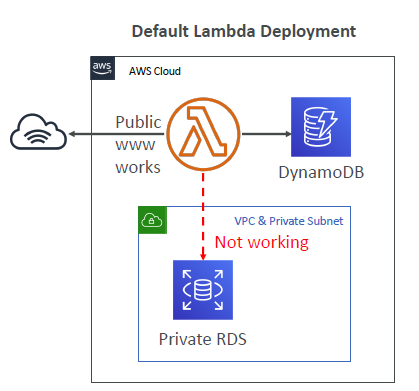 Default Lambda Deployment
aws
AWS Cloud
Public
www
works
DynamoDB
VPC & Private Subnet
Not working
Private RDS